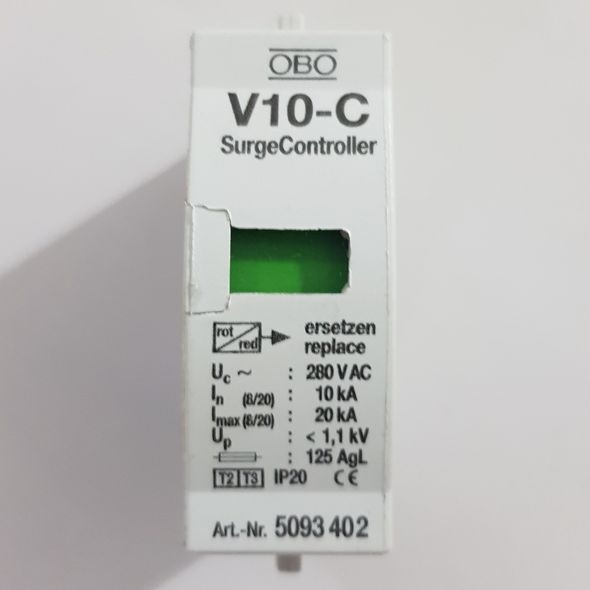 OBO
V10-C
SurgeController
rot/red ersetzen
replace
Uc ~ : 280 V AC
In (8/20) : 10 kA
Imax (8/20) : 20 kA
Up : < 1,1 kV
: 125 AgL
T2 T3 IP20 CE
Art.-Nr. 5093 402